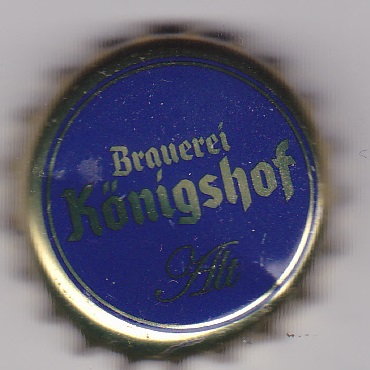 Brauerei
Königshof
Alt